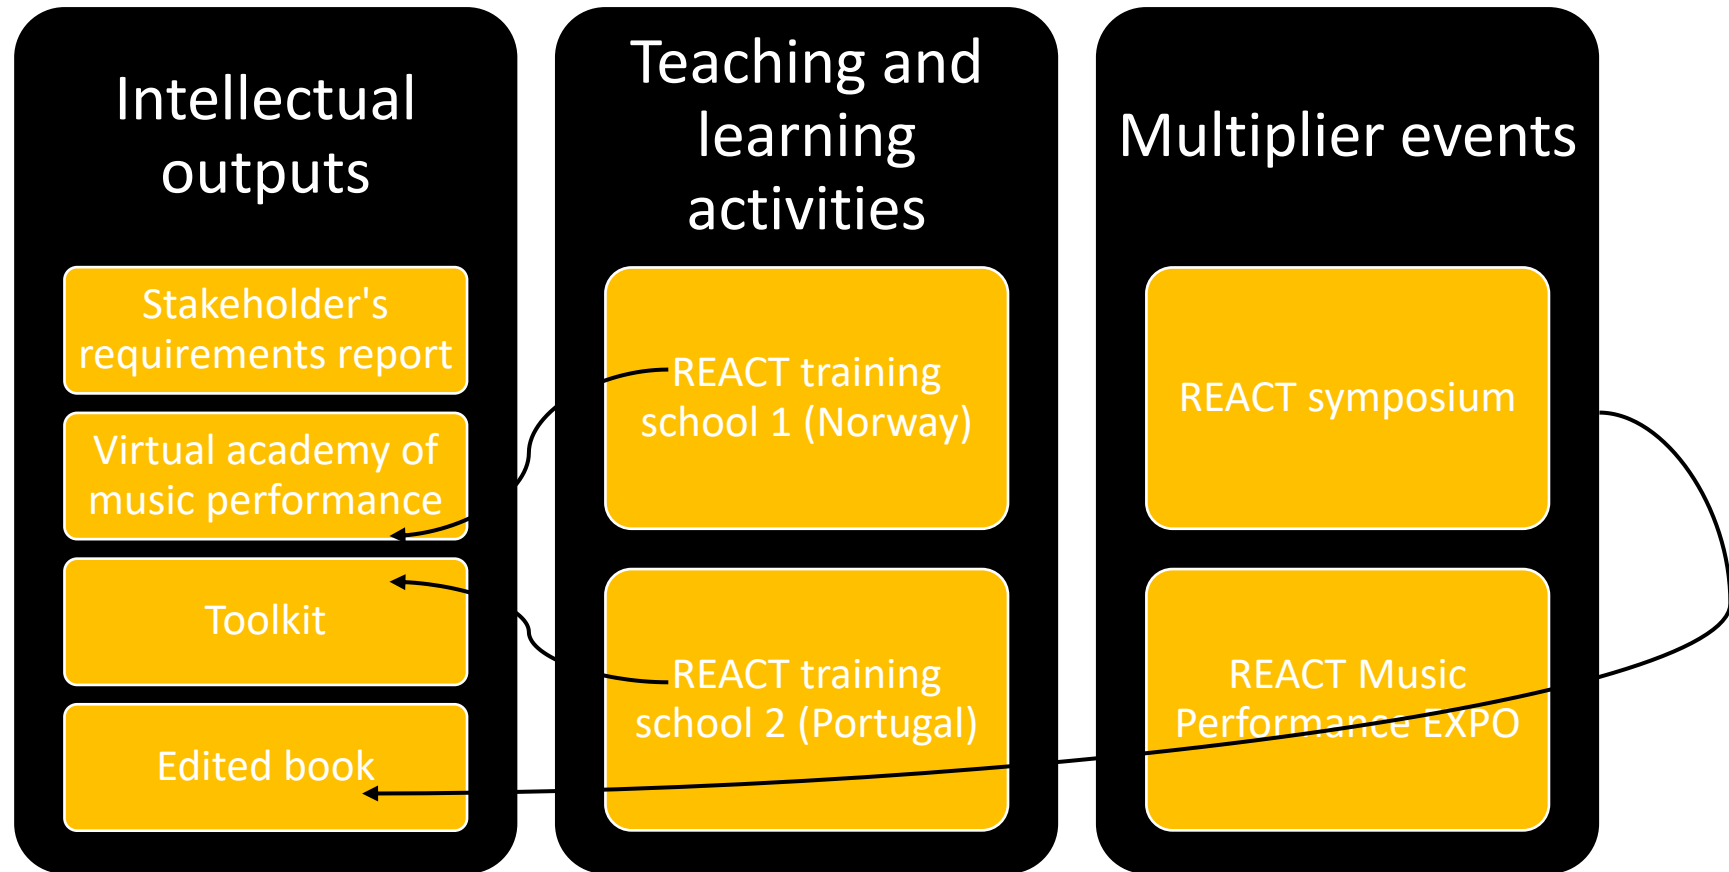 Intellectual
outputs
Stakeholder's
requirements report
Virtual academy of
music performance
Toolkit
Edited book
Teaching and
learning
activities
REACT training
school 1 (Norway)
REACT training
school 2 (Portugal)
Multiplier events
REACT symposium
REACT Music
Performance EXPO